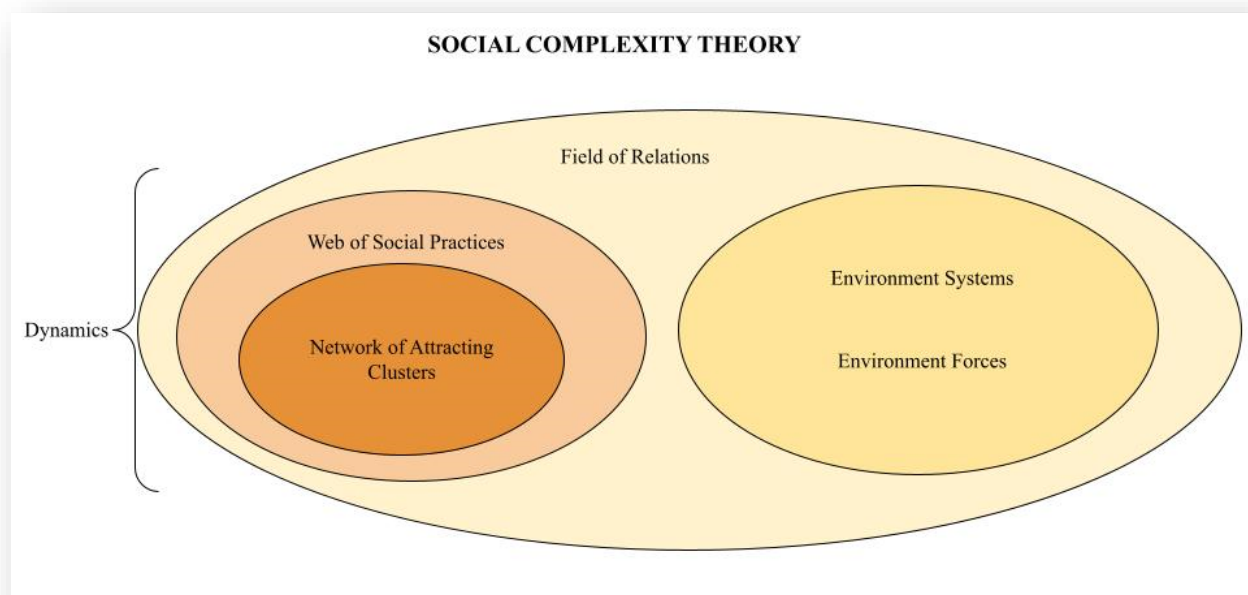 SOCIAL COMPLEXITY THEORY
Field of Relations
Web of Social Practices
Network of Attracting
Clusters
Environment Systems
Environment Forces
Dynamics